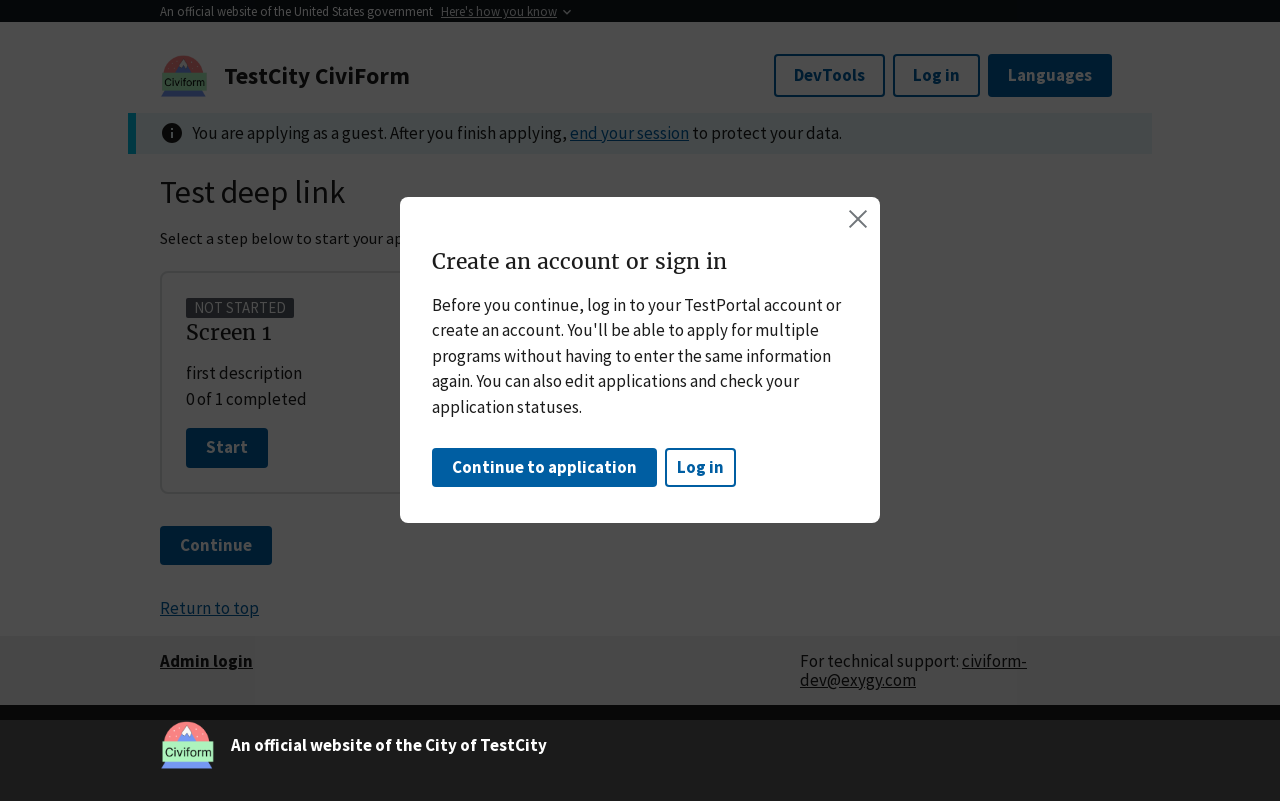 An official website of the United States government Here's how you know
Civiform
TestCity CiviForm
DevTools
Log in
Languages
You are applying as a guest. After you finish applying, end your session to protect your data.
Test deep link
Select a step below to start your ap
NOT STARTED
Screen 1
first description
0 of 1 completed
Start
Continue
Return to top
Create an account or sign in
Before you continue, log in to your TestPortal account or
create an account. You'll be able to apply for multiple
programs without having to enter the same information
again. You can also edit applications and check your
application statuses.
Continue to application
Log in
Admin login
For technical support: civiform-
dev@exygy.com
Civiform
An official website of the City of TestCity